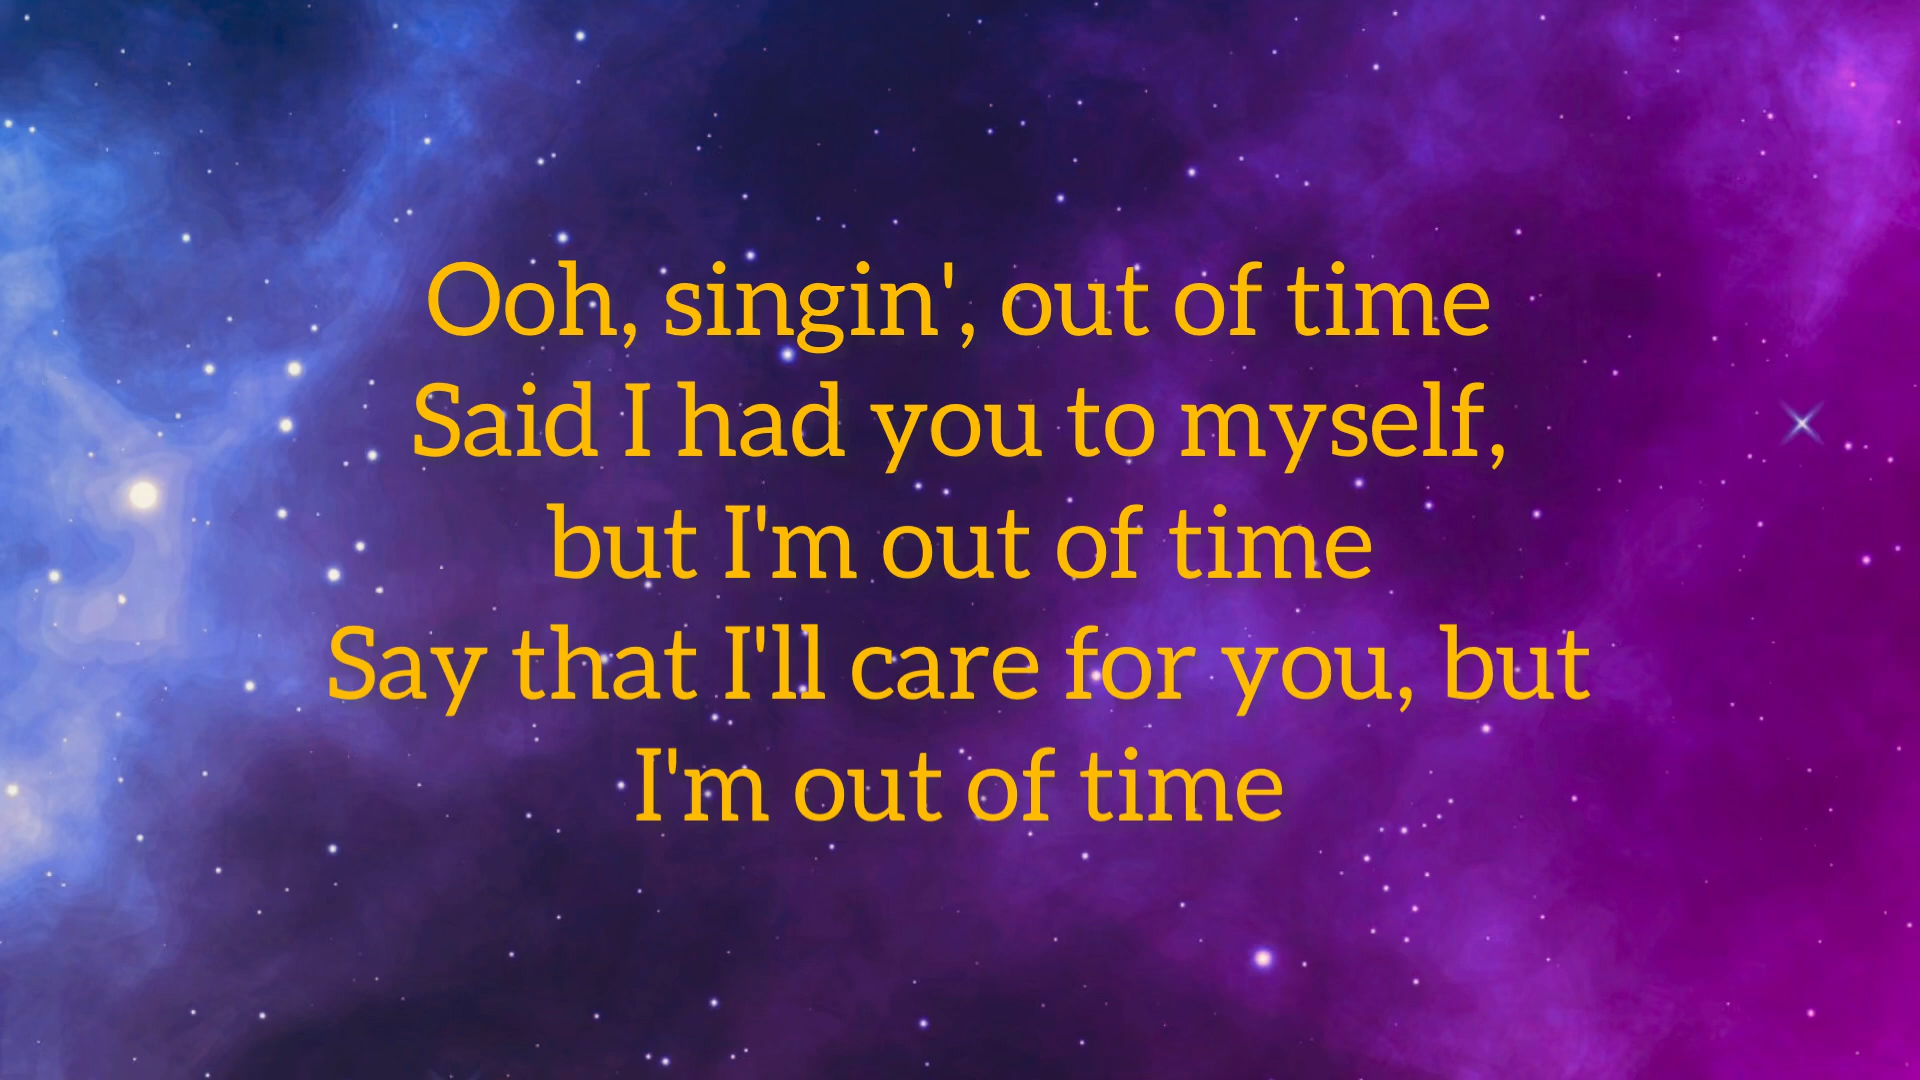 Ooh, singin', out of time
Said I had you to myself,
but I'm out of time
Say that I'll care for you, but
I'm out of time